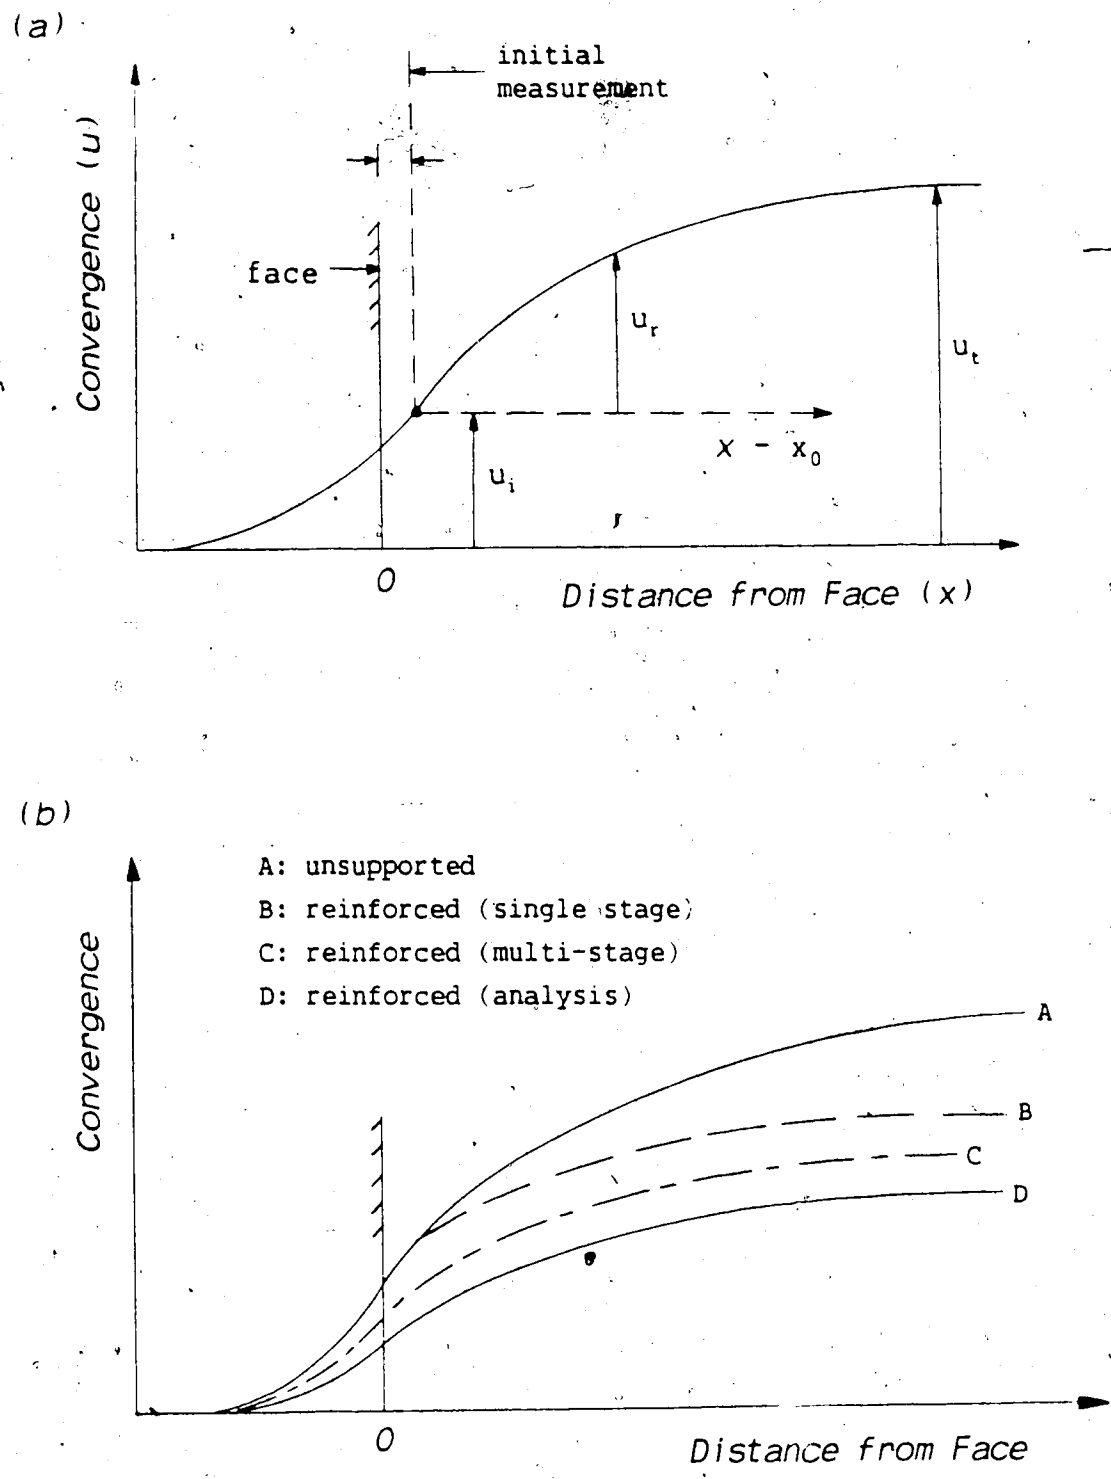 (a)
initial
measurement
Convergence (u)
face
u_r
u_t
x - x_0
u_i
0
Distance from Face (x)
(b)
A: unsupported
B: reinforced (single stage)
C: reinforced (multi-stage)
D: reinforced (analysis)
Convergence
A
B
C
D
0
Distance from Face